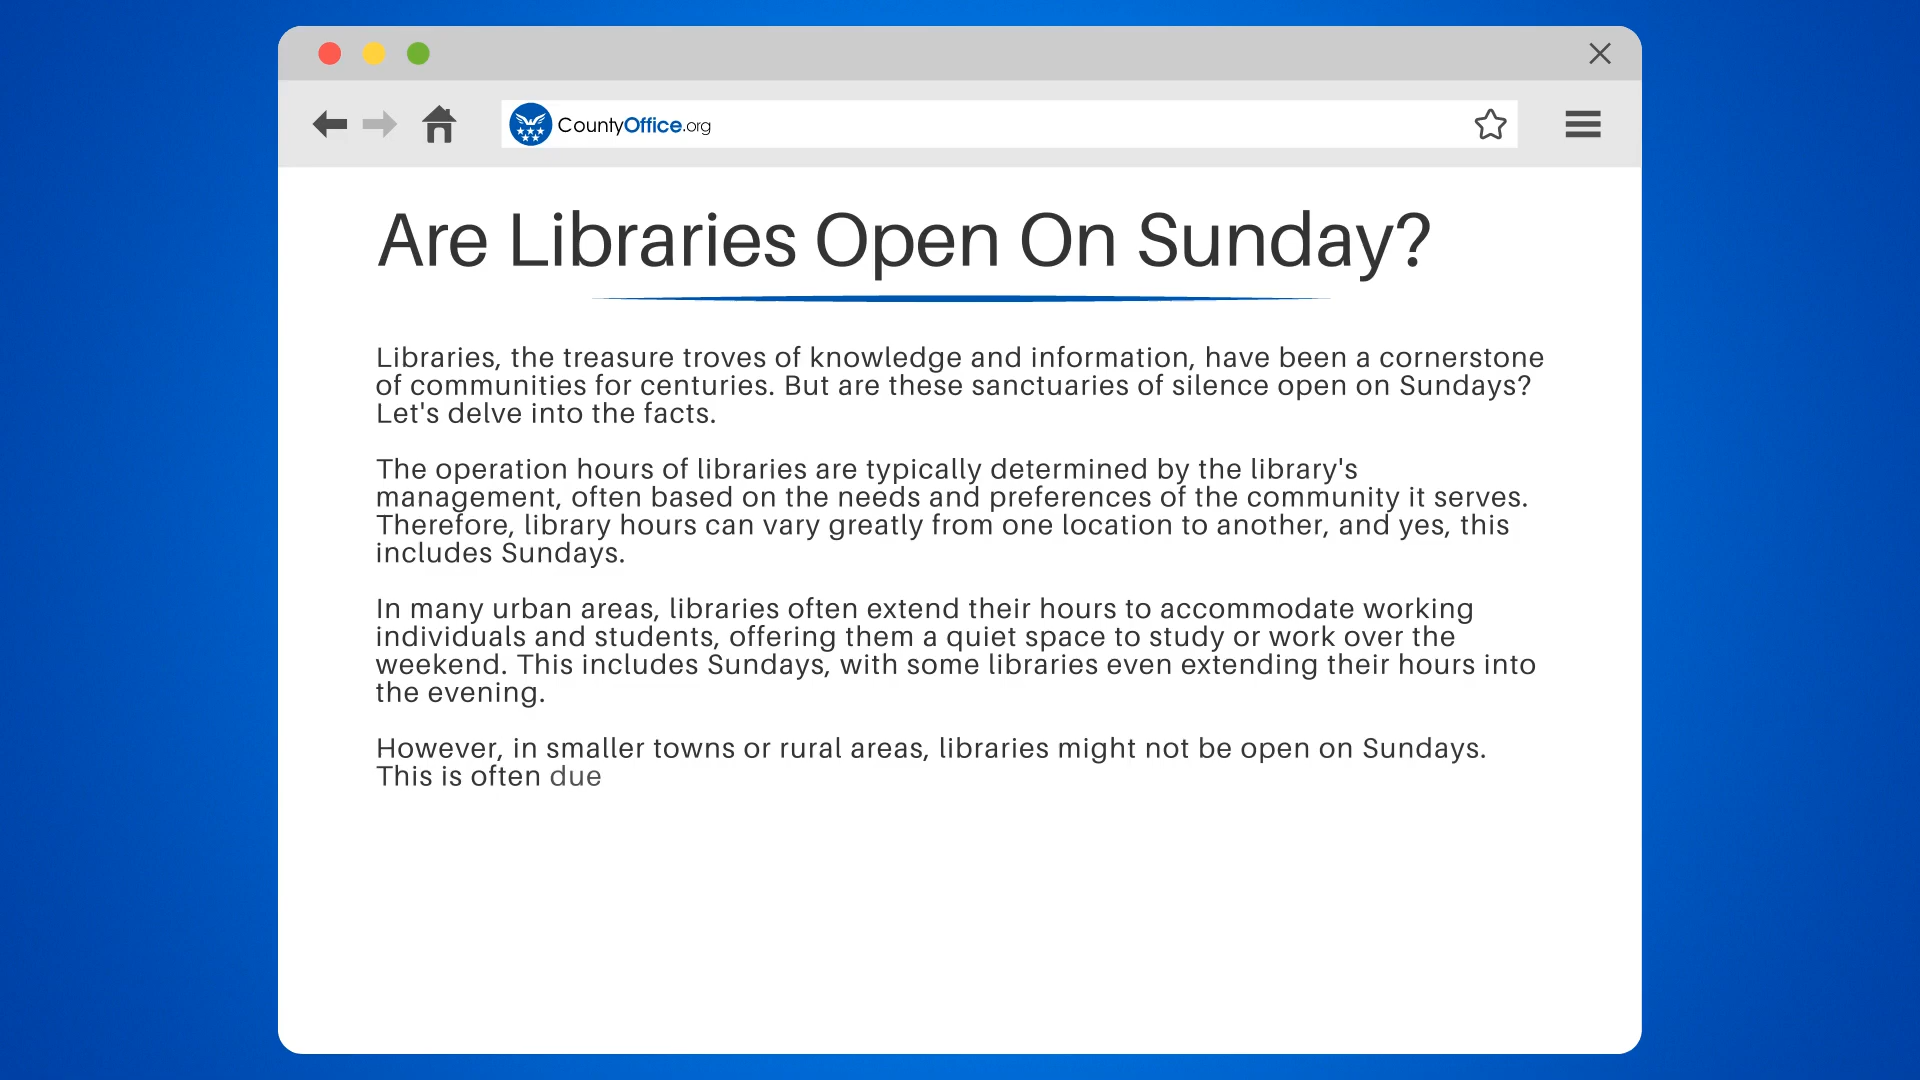 CountyOffice.org
Are Libraries Open On Sunday?
Libraries, the treasure troves of knowledge and information, have been a cornerstone
of communities for centuries. But are these sanctuaries of silence open on Sundays?
Let's delve into the facts.
The operation hours of libraries are typically determined by the library's
management, often based on the needs and preferences of the community it serves.
Therefore, library hours can vary greatly from one location to another, and yes, this
includes Sundays.
In many urban areas, libraries often extend their hours to accommodate working
individuals and students, offering them a quiet space to study or work over the
weekend. This includes Sundays, with some libraries even extending their hours into
the evening.
However, in smaller towns or rural areas, libraries might not be open on Sundays.
This is often due